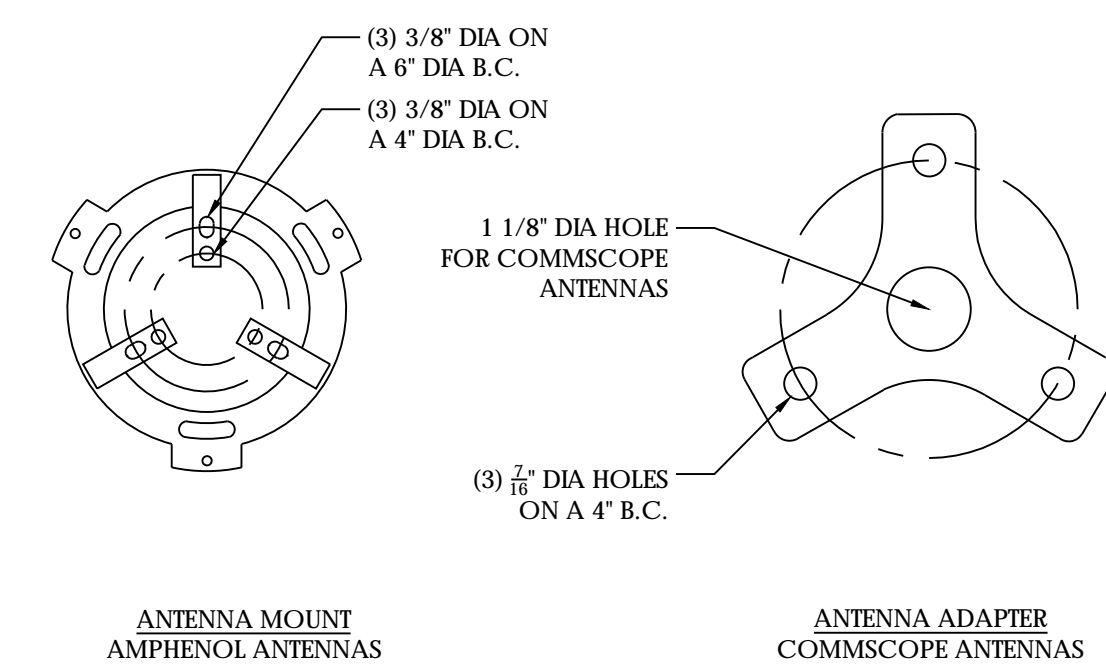 (3) 3/8" DIA ON
A 6" DIA B.C.
(3) 3/8" DIA ON
A 4" DIA B.C.
1 1/8" DIA HOLE
FOR COMMSCOPE
ANTENNAS
(3) 7/16" DIA HOLES
ON A 4" B.C.
ANTENNA MOUNT
AMPHENOL ANTENNAS
ANTENNA ADAPTER
COMMSCOPE ANTENNAS